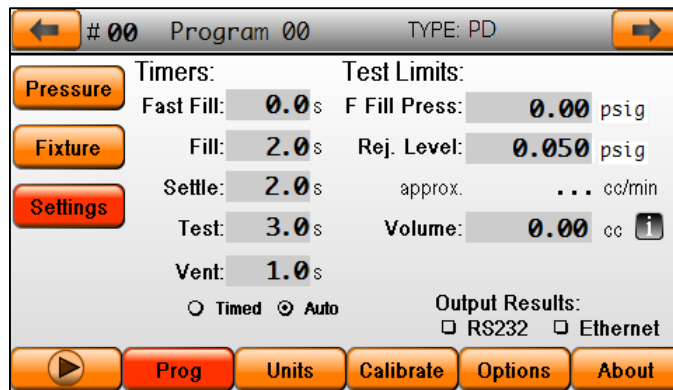 # 00 Program 00 TYPE: PD
Timers: Test Limits:
Pressure
Fast Fill: 0.0 s F Fill Press: 0.00 psig
Fixture
Fill: 2.0 s Rej. Level: 0.050 psig
Settle: 2.0 s approx. ... cc/min
Settings
Test: 3.0 s Volume: 0.00 cc i
Vent: 1.0 s
Timed Auto Output Results:
RS232 Ethernet
Prog Units Calibrate Options About